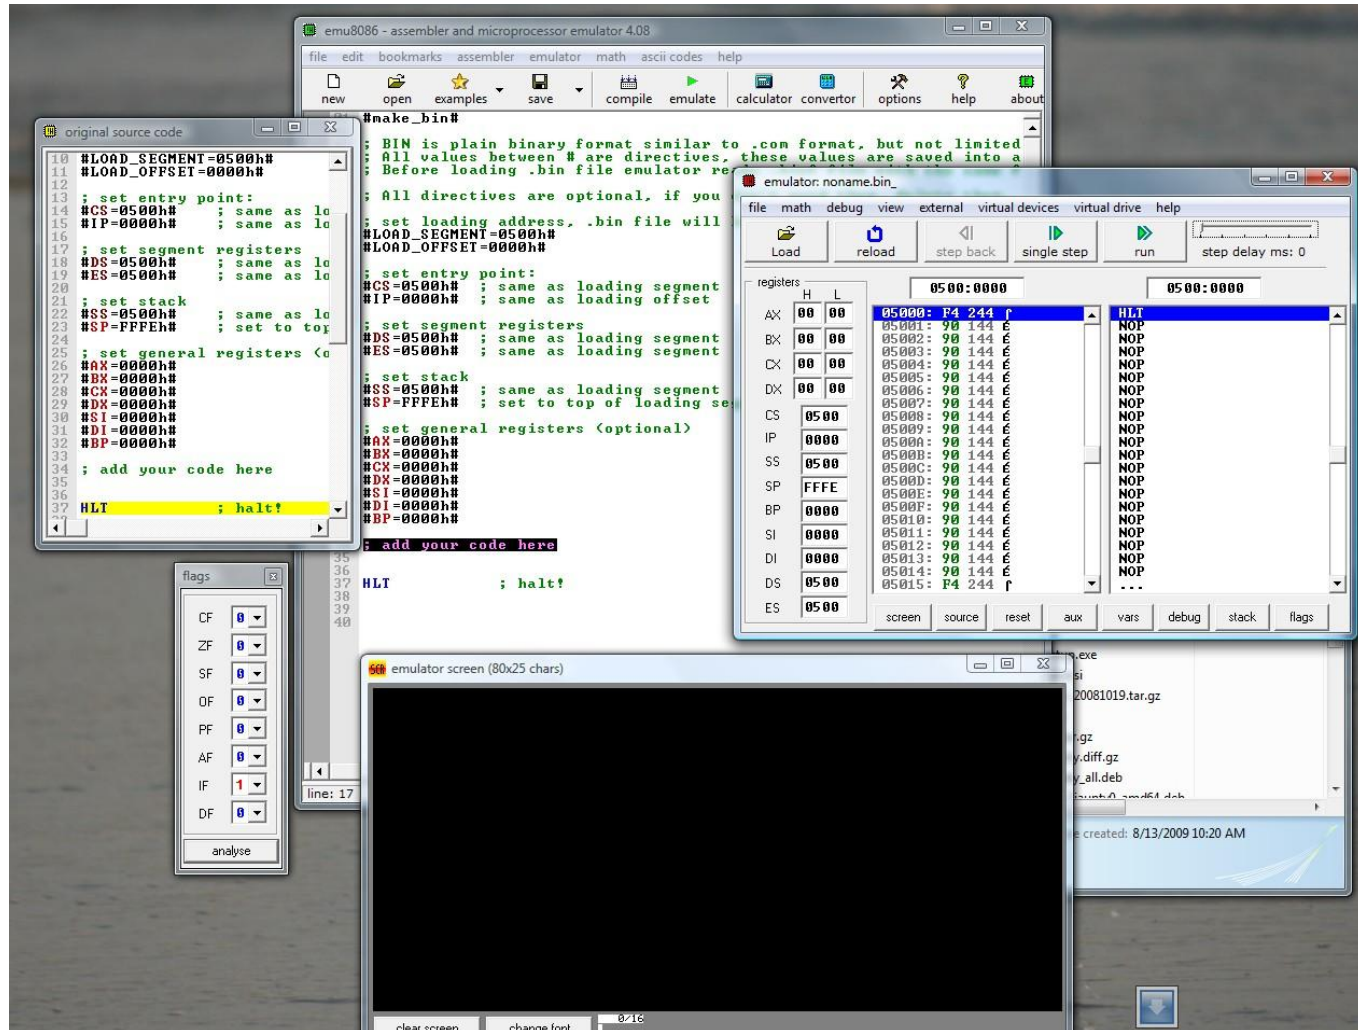 emu8086 - assembler and microprocessor emulator 4.08
file edit bookmarks assembler emulator math ascii codes help
new open examples save compile emulate calculator convertor options help about
#make_bin#
; BIN is plain binary format similar to .com format, but not limited
; All values between # are directives, these values are saved into a
; Before loading .bin file emulator
; All directives are optional, if you
; set loading address, .bin file will
#LOAD_SEGMENT=0500h#
#LOAD_OFFSET=0000h#
; set entry point:
#CS=0500h# ; same as loading segment
#IP=0000h# ; same as loading offset
; set segment registers
#DS=0500h# ; same as loading segment
#ES=0500h# ; same as loading segment
; set stack
#SS=0500h# ; same as loading segment
#SP=FFFEh# ; set to top of loading se
; set general registers (optional)
#AX=0000h#
#BX=0000h#
#CX=0000h#
#DX=0000h#
#SI=0000h#
#DI=0000h#
#BP=0000h#
; add your code here
35
36
37 HLT ; halt!
38
39
40
line: 17
original source code
10 #LOAD_SEGMENT=0500h#
11 #LOAD_OFFSET=0000h#
12
13 ; set entry point:
14 #CS=0500h# ; same as lo
15 #IP=0000h# ; same as lo
16
17 ; set segment registers
18 #DS=0500h# ; same as lo
19 #ES=0500h# ; same as lo
20
21 ; set stack
22 #SS=0500h# ; same as lo
23 #SP=FFFEh# ; set to top
24
25 ; set general registers (o
26 #AX=0000h#
27 #BX=0000h#
28 #CX=0000h#
29 #DX=0000h#
30 #SI=0000h#
31 #DI=0000h#
32 #BP=0000h#
33
34 ; add your code here
35
36
37 HLT ; halt!
emulator: noname.bin_
file math debug view external virtual devices virtual drive help
Load reload step back single step run step delay ms: 0
registers
H L
AX 00 00
BX 00 00
CX 00 00
DX 00 00
CS 0500
IP 0000
SS 0500
SP FFFE
BP 0000
SI 0000
DI 0000
DS 0500
ES 0500
0500:0000 0500:0000
05000: F4 244 ⌠ HLT
05001: 90 144 É NOP
05002: 90 144 É NOP
05003: 90 144 É NOP
05004: 90 144 É NOP
05005: 90 144 É NOP
05006: 90 144 É NOP
05007: 90 144 É NOP
05008: 90 144 É NOP
05009: 90 144 É NOP
0500A: 90 144 É NOP
0500B: 90 144 É NOP
0500C: 90 144 É NOP
0500D: 90 144 É NOP
0500E: 90 144 É NOP
0500F: 90 144 É NOP
05010: 90 144 É NOP
05011: 90 144 É NOP
05012: 90 144 É NOP
05013: 90 144 É NOP
05014: 90 144 É NOP
05015: F4 244 ⌠ ...
screen source reset aux vars debug stack flags
flags
CF 0
ZF 0
SF 0
OF 0
PF 0
AF 0
IF 1
DF 0
analyse
SCR emulator screen (80x25 chars)
clear screen change font 0/16
20081019.tar.gz
.gz
y.diff.gz
y_all.deb
created: 8/13/2009 10:20 AM